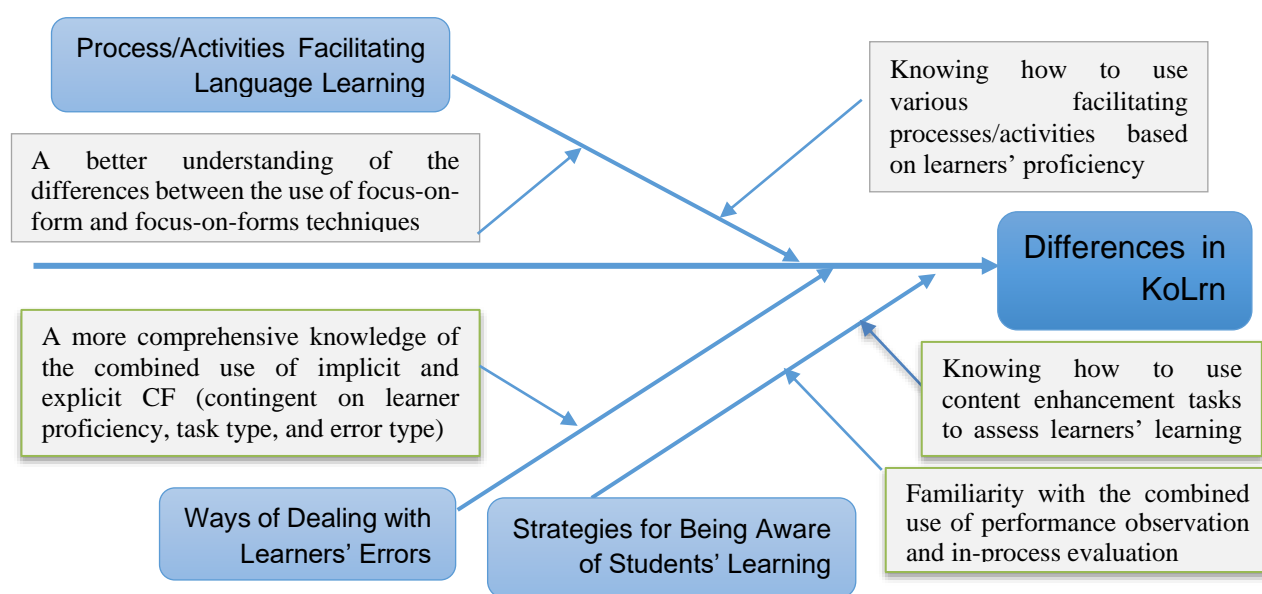 Process/Activities Facilitating
Language Learning
Knowing how to use
various facilitating
processes/activities based
on learners’ proficiency
A better understanding of the
differences between the use of focus-on-
form and focus-on-forms techniques
Differences in
KoLrn
A more comprehensive knowledge of
the combined use of implicit and
explicit CF (contingent on learner
proficiency, task type, and error type)
Knowing how to use
content enhancement tasks
to assess learners’ learning
Ways of Dealing with
Learners’ Errors
Strategies for Being Aware
of Students’ Learning
Familiarity with the combined
use of performance observation
and in-process evaluation